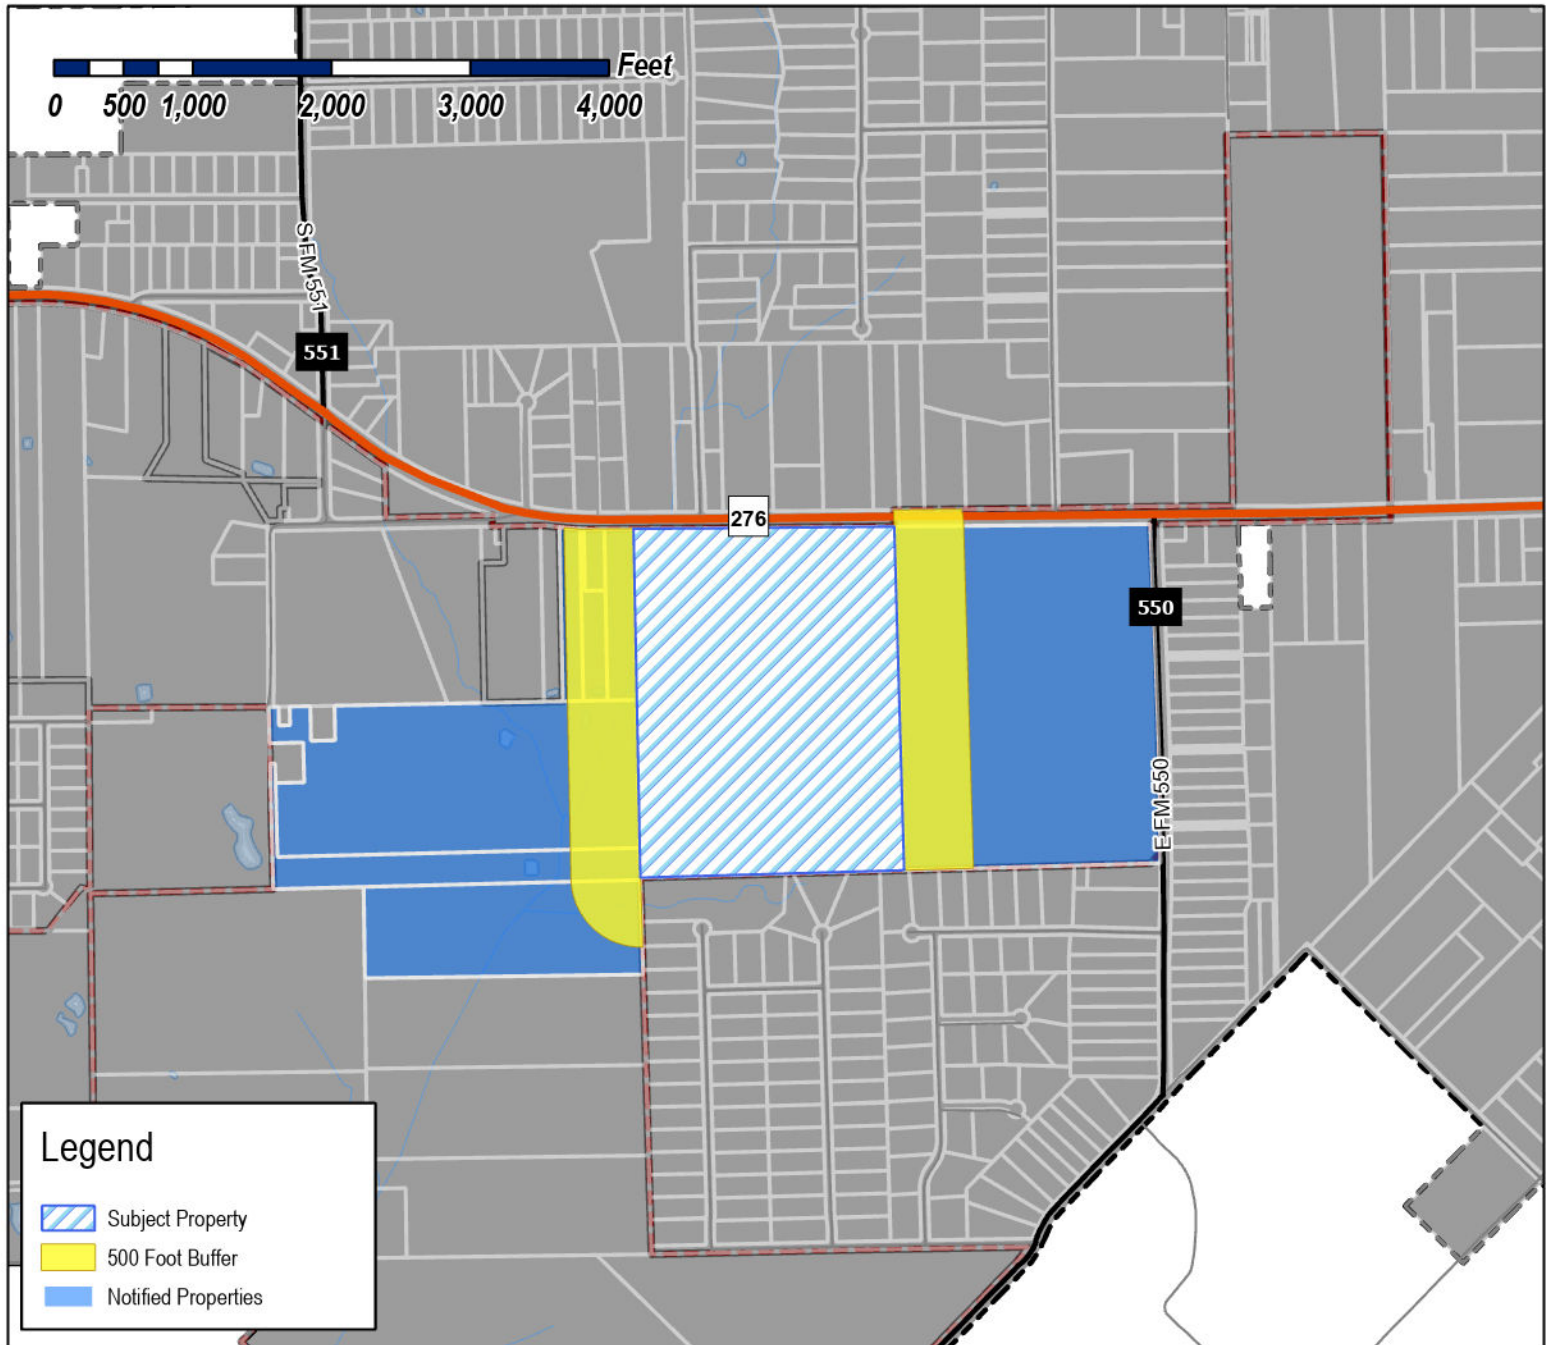 Feet
0 500 1,000 2,000 3,000 4,000
S FM 551
551
276
550
E FM 550
Legend
Subject Property
500 Foot Buffer
Notified Properties